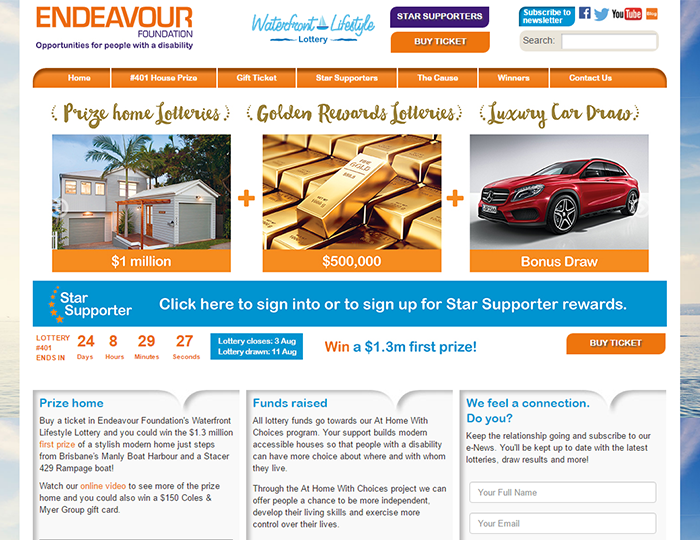 ENDEAVOUR
FOUNDATION
Opportunities for people with a disability
Waterfront Lifestyle
Lottery
STAR SUPPORTERS
BUY TICKET
Subscribe to
newsletter
You Tube
Blog
Search:
Home
#401 House Prize
Gift Ticket
Star Supporters
The Cause
Winners
Contact Us
Prize home Lotteries
Golden Rewards Lotteries
Luxury Car Draw
FINE
GOLD
$1 million
$500,000
Bonus Draw
Star
Supporter
Click here to sign into or to sign up for Star Supporter rewards.
LOTTERY
#401
ENDS IN
24
Days
8
Hours
29
Minutes
27
Seconds
Lottery closes: 3 Aug
Lottery drawn: 11 Aug
Win a $1.3m first prize!
BUY TICKET
Prize home
Buy a ticket in Endeavour Foundation's Waterfront
Lifestyle Lottery and you could win the $1.3 million
first prize of a stylish modern home just steps
from Brisbane's Manly Boat Harbour and a Stacer
429 Rampage boat!
Watch our online video to see more of the prize
home and you could also win a $150 Coles &
Myer Group gift card.
Funds raised
All lottery funds go towards our At Home With
Choices program. Your support builds modern
accessible houses so that people with a disability
can have more choice about where and with whom
they live.
Through the At Home With Choices project we can
offer people a chance to be more independent,
develop their living skills and exercise more
control over their lives.
We feel a connection.
Do you?
Keep the relationship going and subscribe to our
e-News. You'll be kept up to date with the latest
lotteries, draw results and more!
Your Full Name
Your Email